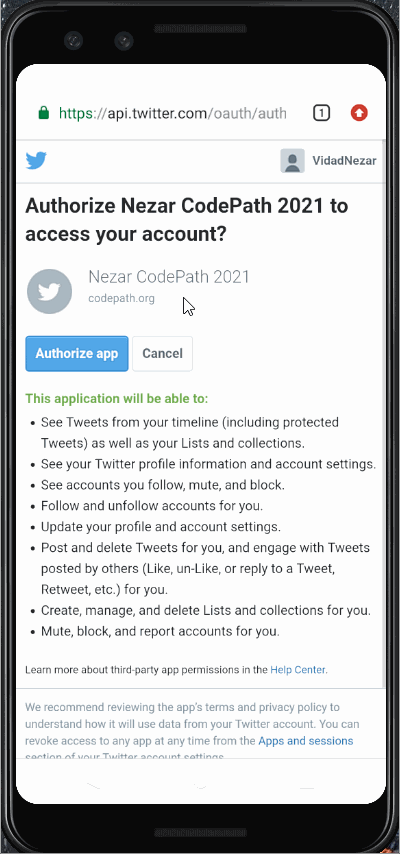 https://api.twitter.com/oauth/auth
1
VidadNezar
Authorize Nezar CodePath 2021 to
access your account?
Nezar CodePath 2021
codepath.org
Authorize app
Cancel
This application will be able to:
• See Tweets from your timeline (including protected
Tweets) as well as your Lists and collections.
• See your Twitter profile information and account settings.
• See accounts you follow, mute, and block.
• Follow and unfollow accounts for you.
• Update your profile and account settings.
• Post and delete Tweets for you, and engage with Tweets
posted by others (Like, un-Like, or reply to a Tweet,
Retweet, etc.) for you.
• Create, manage, and delete Lists and collections for you.
• Mute, block, and report accounts for you.
Learn more about third-party app permissions in the Help Center.
We recommend reviewing the app's terms and privacy policy to
understand how it will use data from your Twitter account. You can
revoke access to any app at any time from the Apps and sessions
section of your Twitter account settings.